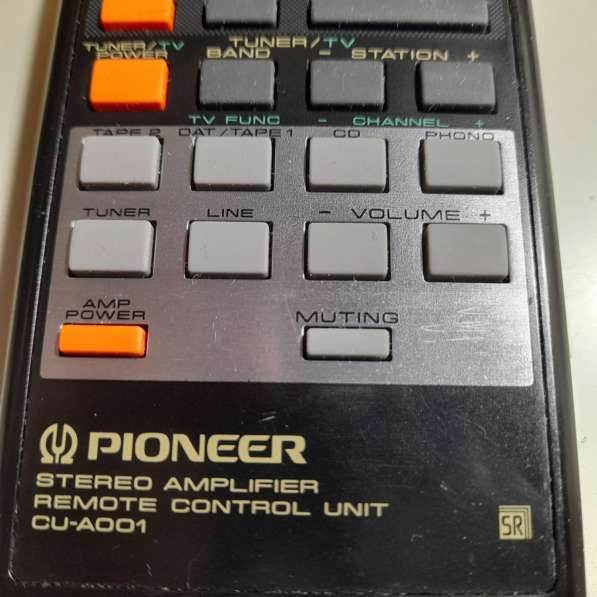 TUNER/TV
TUNER/TV
POWER
BAND
- STATION +
TV FUNC
- CHANNEL +
TAPE 2
DAT/TAPE 1
CD
PHONO
TUNER
LINE
- VOLUME +
AMP
POWER
MUTING
PIONEER
STEREO AMPLIFIER
REMOTE CONTROL UNIT
CU-A001
SR